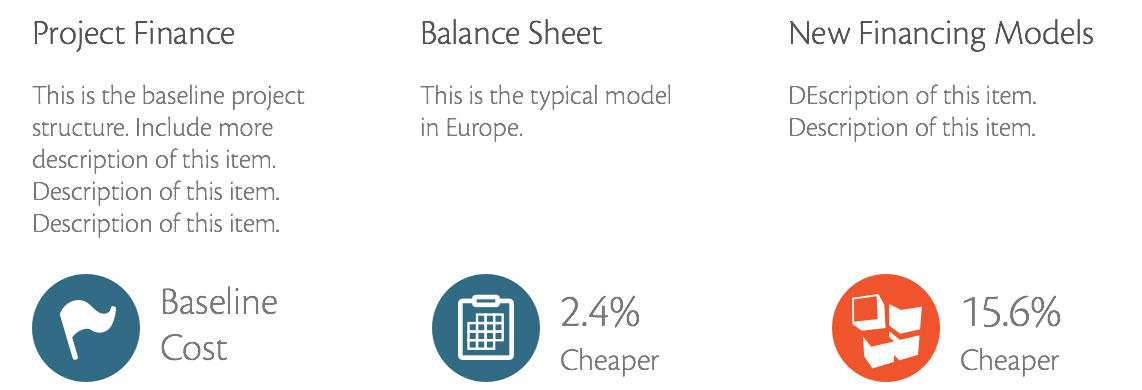 Project Finance
This is the baseline project
structure. Include more
description of this item.
Description of this item.
Description of this item.
Baseline
Cost
Balance Sheet
This is the typical model
in Europe.
2.4%
Cheaper
New Financing Models
DEscription of this item.
Description of this item.
15.6%
Cheaper